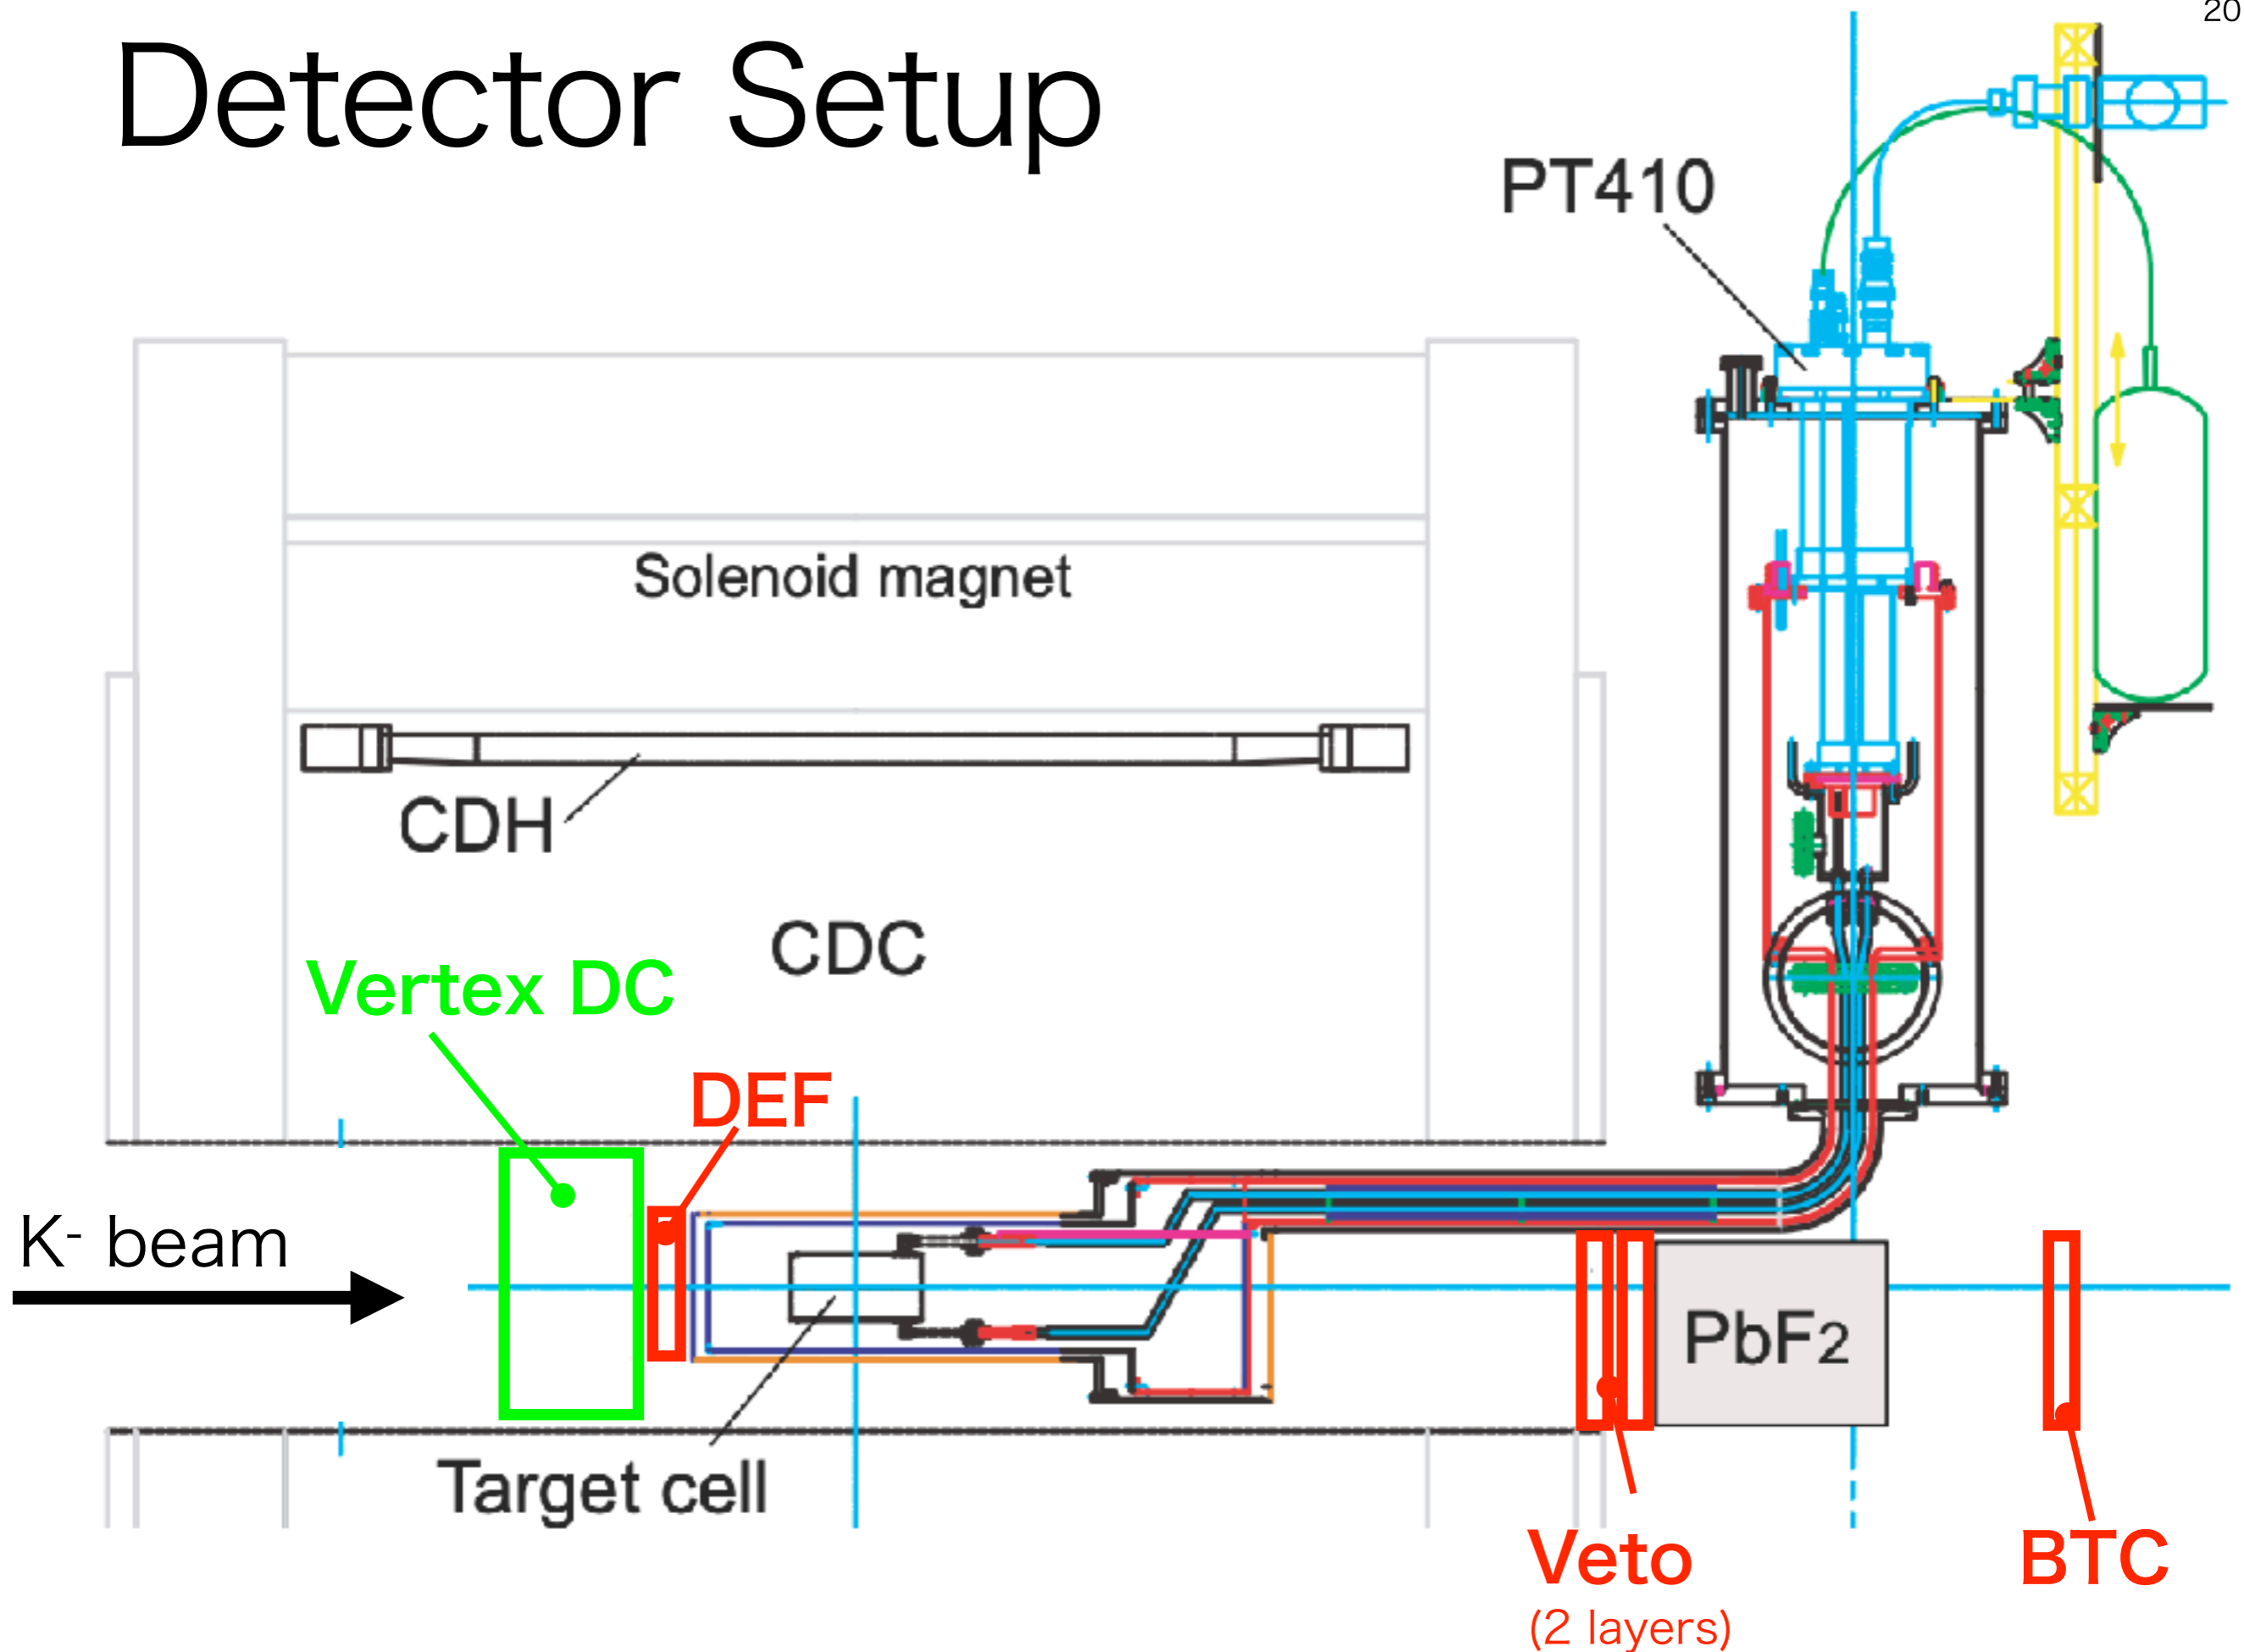 20
Detector Setup
PT410
Solenoid magnet
CDH
CDC
Vertex DC
DEF
K- beam
PbF2
Target cell
Veto
(2 layers)
BTC